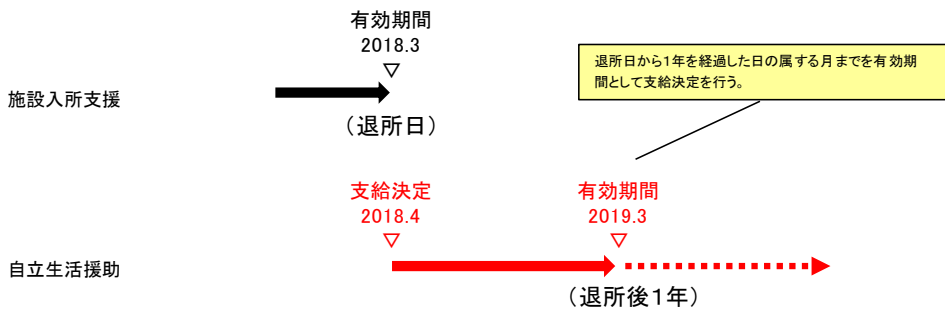 有効期間
2018.3
▽
退所日から1年を経過した日の属する月までを有効期
間として支給決定を行う。
施設入所支援
（退所日）
支給決定
2018.4
▽
有効期間
2019.3
▽
自立生活援助
（退所後1年）